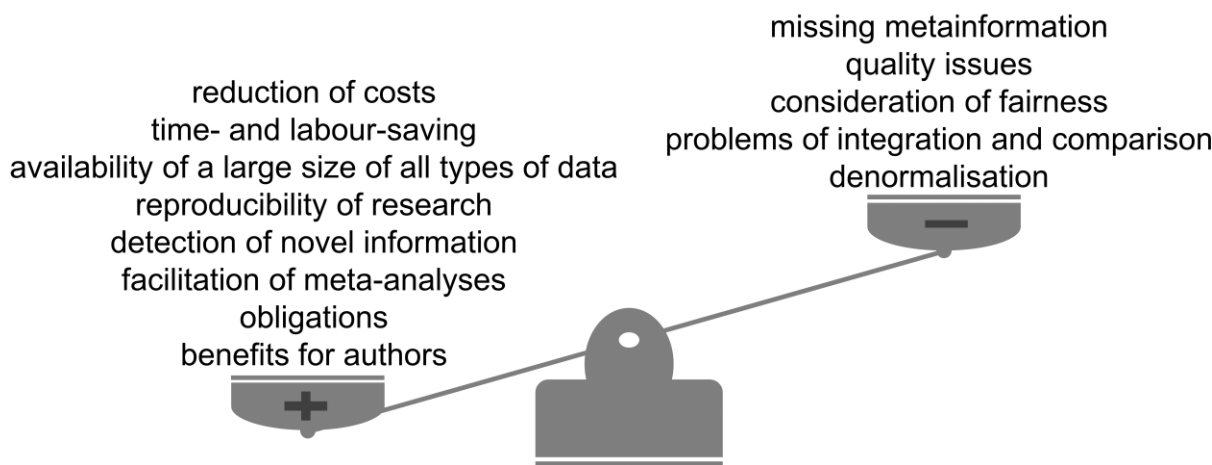 reduction of costs
time- and labour-saving
availability of a large size of all types of data
reproducibility of research
detection of novel information
facilitation of meta-analyses
obligations
benefits for authors
+
missing metainformation
quality issues
consideration of fairness
problems of integration and comparison
denormalisation
−